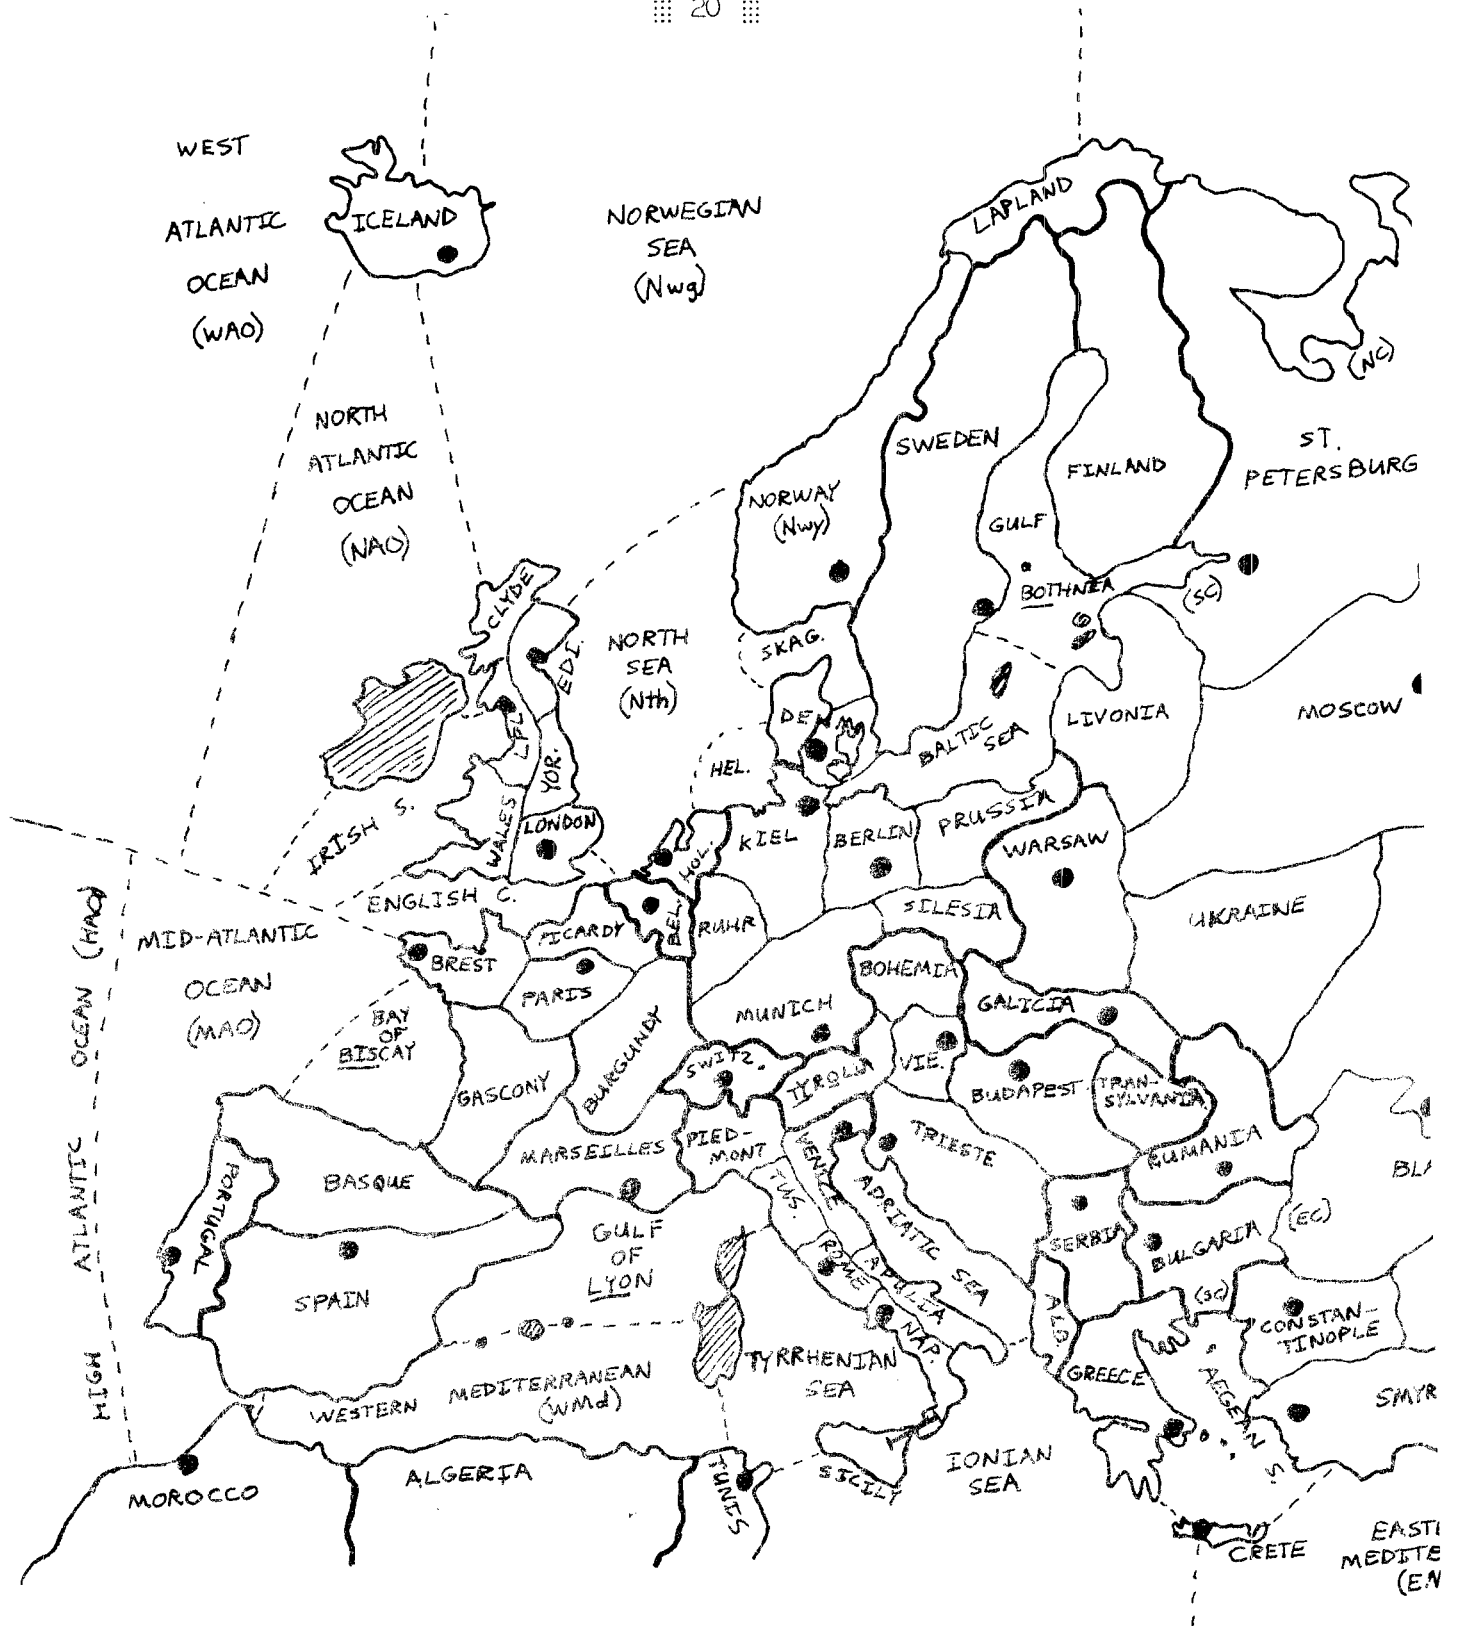 20
WEST
ATLANTIC
OCEAN
(WAO)
ICELAND
NORWEGIAN
SEA
(Nwg)
LAPLAND
(NC)
NORTH
ATLANTIC
OCEAN
(NAO)
SWEDEN
FINLAND
ST.
PETERSBURG
NORWAY
(Nwy)
GULF
BOTHNIA
(SC)
CLYDE
EDI.
SKAG.
NORTH
SEA
(Nth)
DENM
LIVONIA
MOSCOW
BALTIC
SEA
LPL
YOR.
HEL.
IRISH S.
WALES
LONDON
HOL.
KIEL
BERLIN
PRUSSIA
WARSAW
ENGLISH C.
PICARDY
BEL.
RUHR
SILESIA
UKRAINE
HIGH ATLANTIC OCEAN (HAO)
MID-ATLANTIC
OCEAN
(MAO)
BREST
PARIS
BOHEMIA
MUNICH
GALICIA
BAY
OF
BISCAY
GASCONY
BURGUNDY
SWITZ.
TYROLIA
VIE.
BUDAPEST
TRAN-
SYLVANIA
MARSEILLES
PIED-
MONT
VENICE
TRIESTE
RUMANIA
BLA
PORTUGAL
BASQUE
TUS.
ADRIATIC SEA
SERBIA
BULGARIA
(EC)
GULF
OF
LYON
ROME
APULIA
SPAIN
ALB.
(SC)
CONSTAN-
TINOPLE
NAP.
GREECE
AEGEAN S.
SMYR
TYRRHENIAN
SEA
WESTERN MEDITERRANEAN
(WMd)
IONIAN
SEA
SICILY
MOROCCO
ALGERIA
TUNIS
CRETE
EASTE
MEDITE
(EM